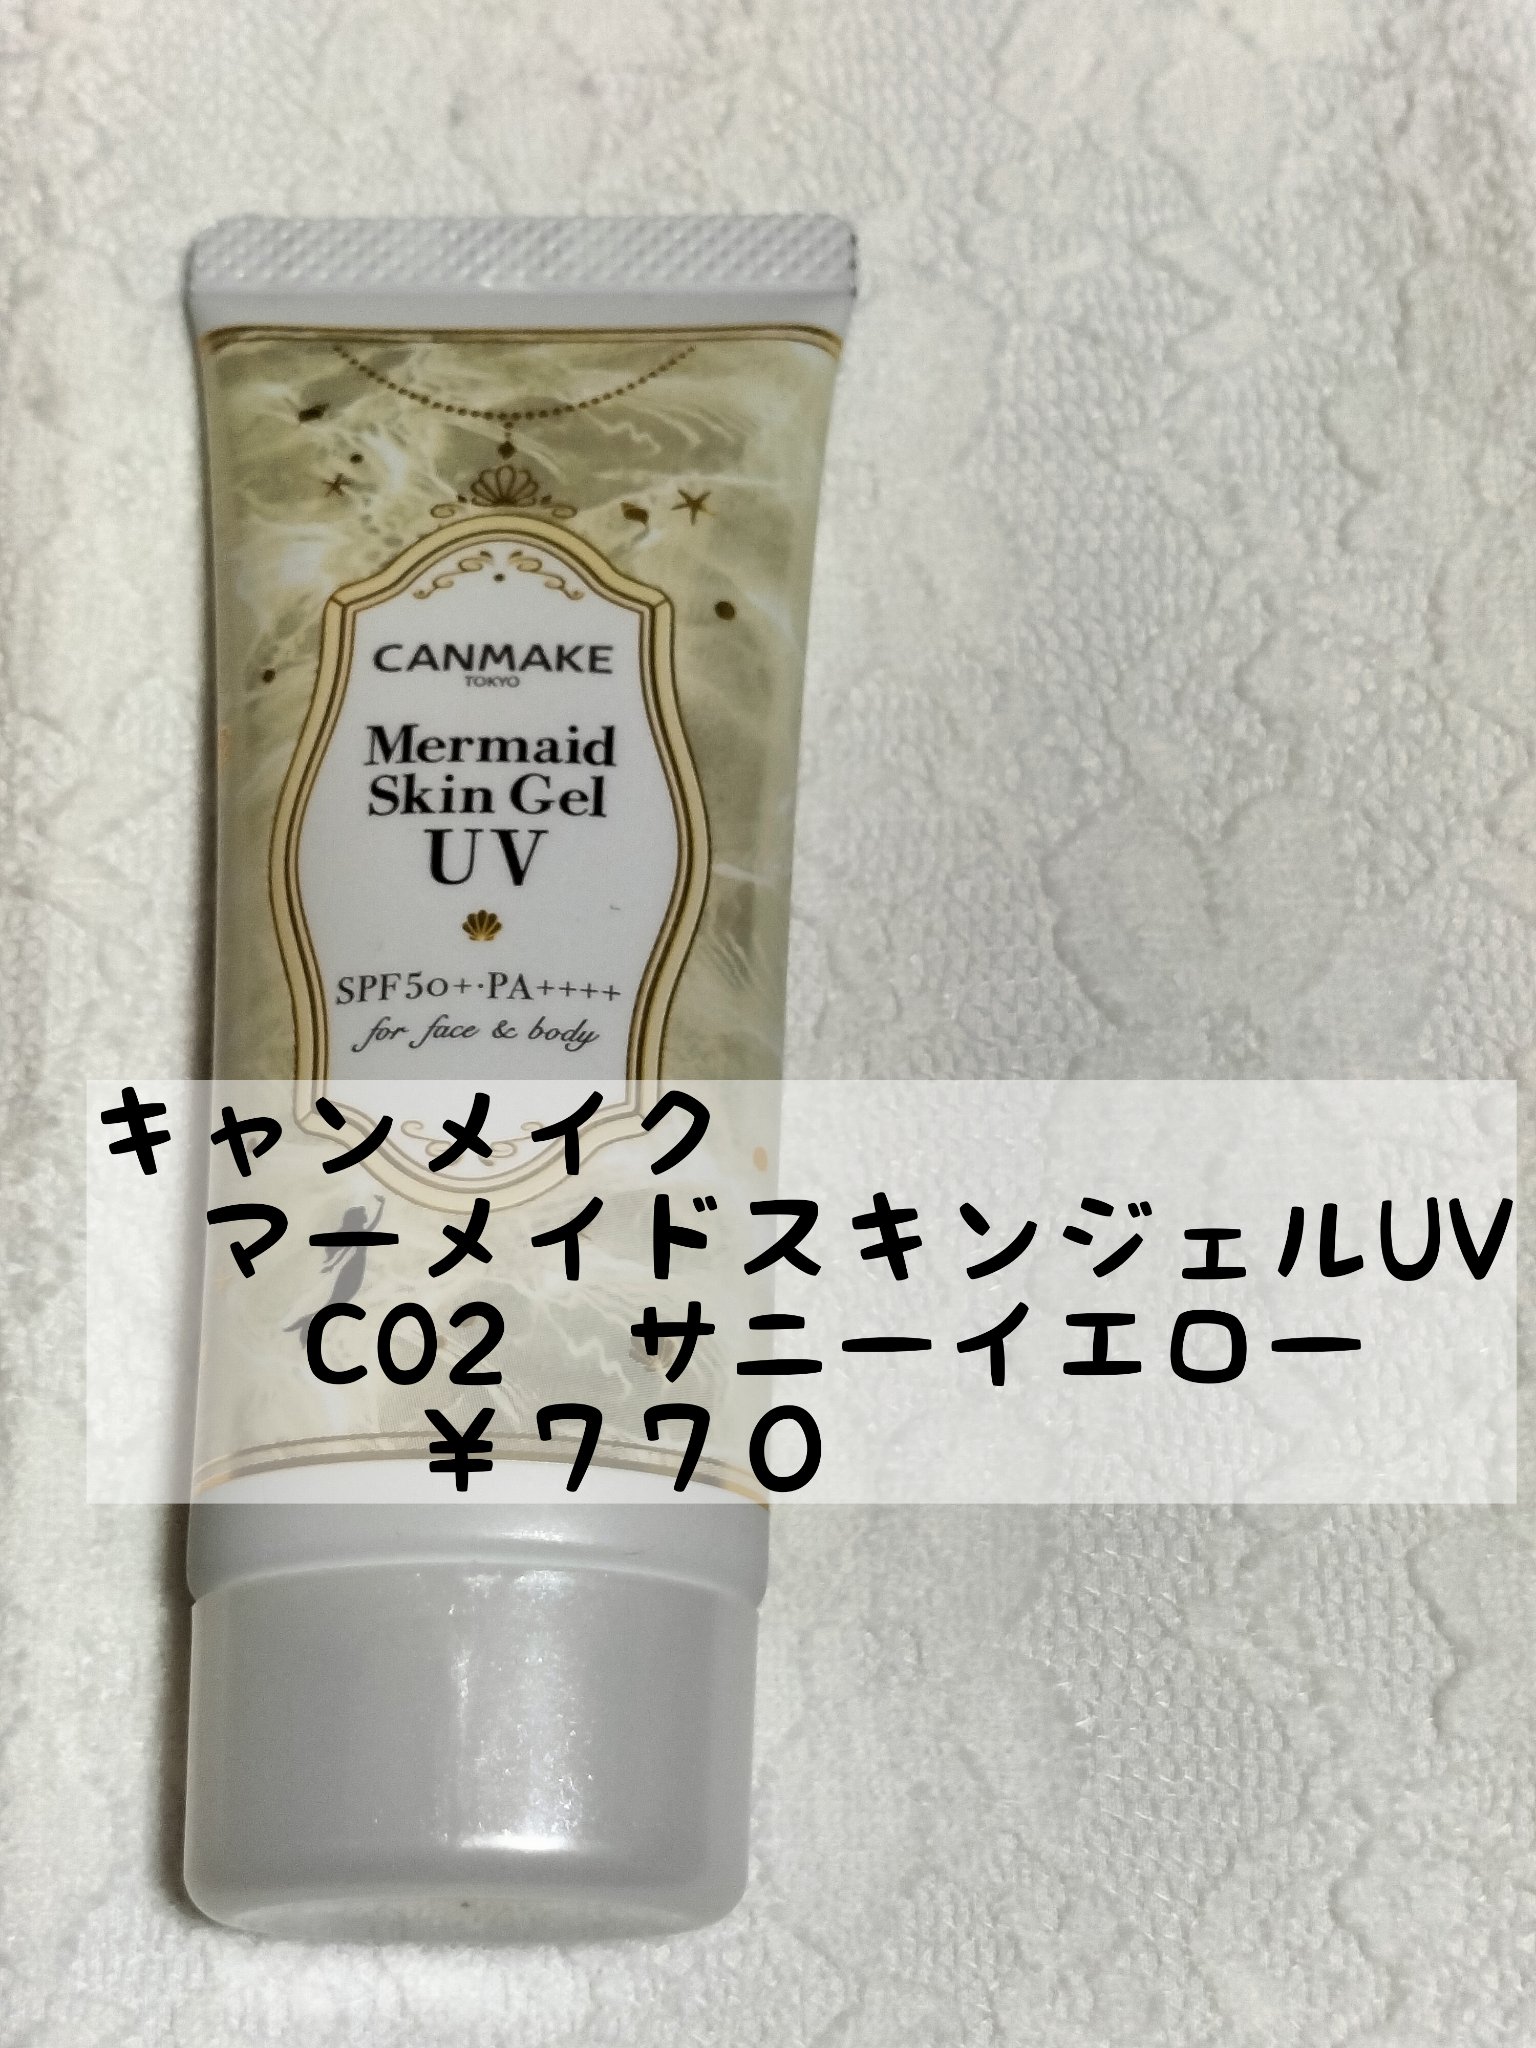 CANMAKE
TOKYO
Mermaid
Skin Gel
UV
SPF50+·PA++++
for face & body
キャンメイク
マーメイドスキンジェルUV
C02 サニーイエロー
￥７７０